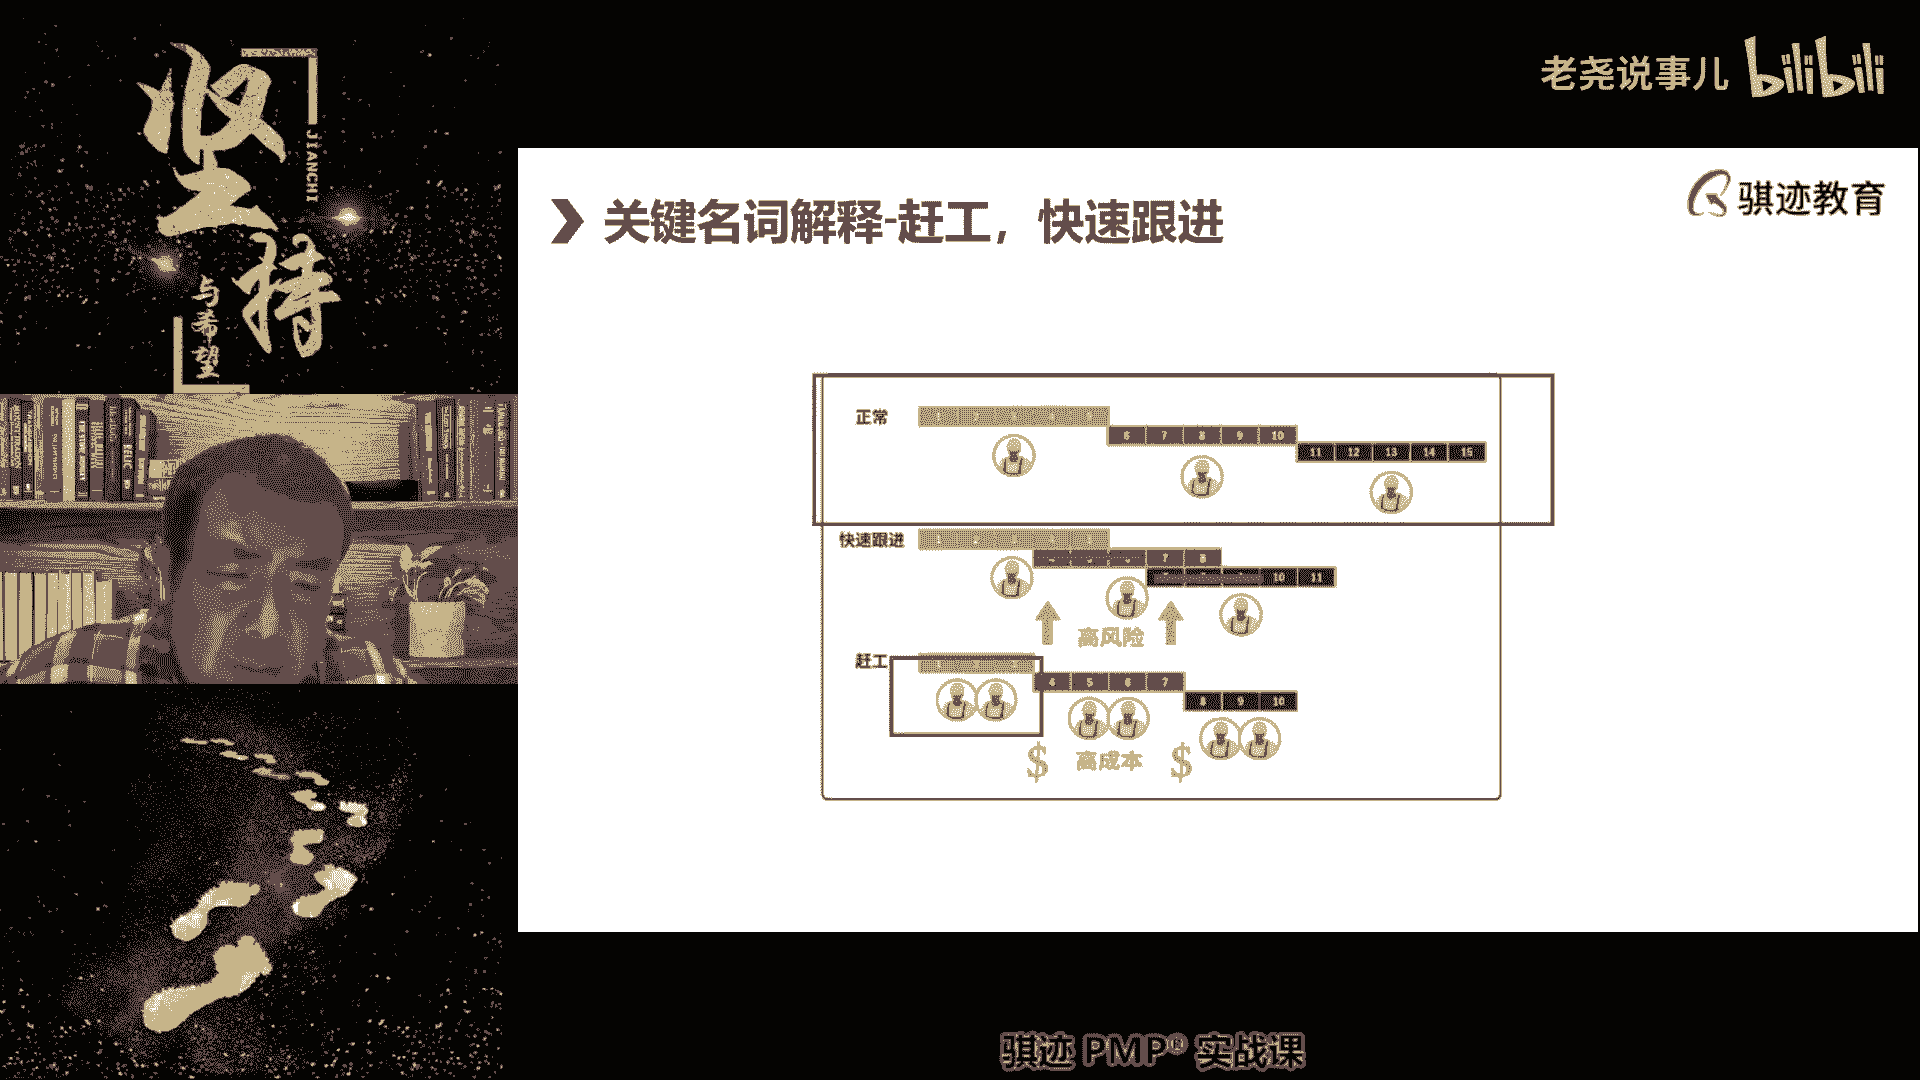 坚
持
JIANCHI
与希望
老尧说事儿 bilibili
骐迹教育
关键名词解释-赶工，快速跟进
正常
6 7 8 9 10
11 12 13 14 15
快速跟进
7 8
10 11
高风险
赶工
4 5 6 7
8 9 10
$ 高成本 $
骐迹 PMP® 实战课